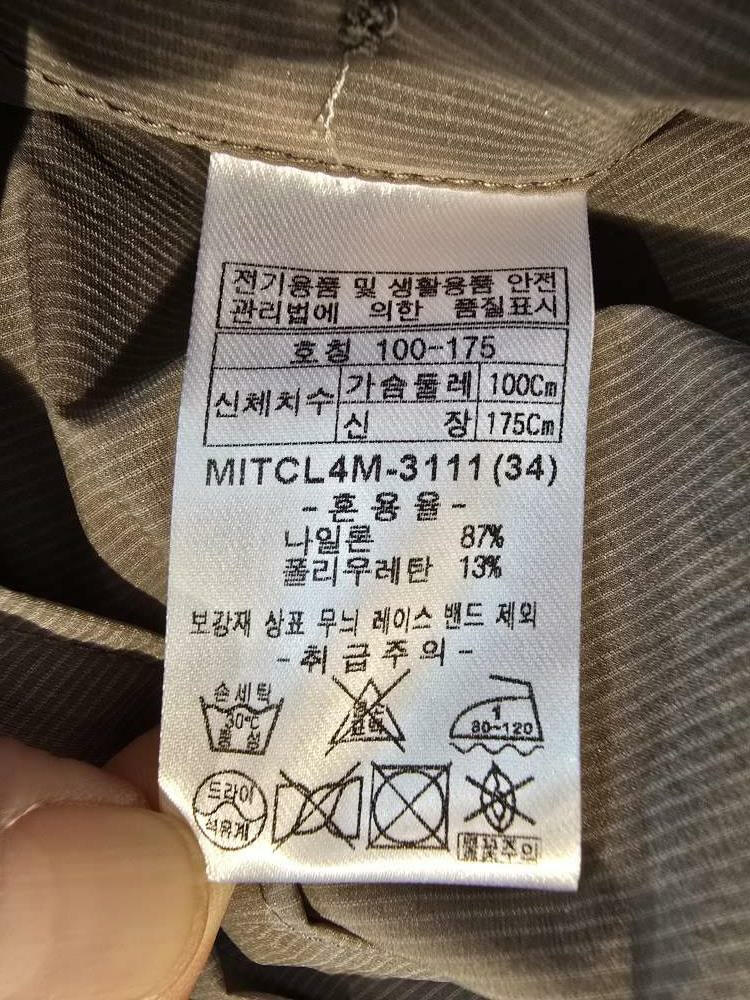 전기용품 및 생활용품 안전
관리법에 의한 품질표시
호칭 100-175
신체치수 가슴둘레 100Cm
신장 175Cm
MITCL4M-3111(34)
-혼용율-
나일론 87%
폴리우레탄 13%
보강재 상표 무늬 레이스 밴드 제외
-취급주의-
손세탁
30℃
중성
염소
표백
1
80~120
드라이
석유계
불꽃주의